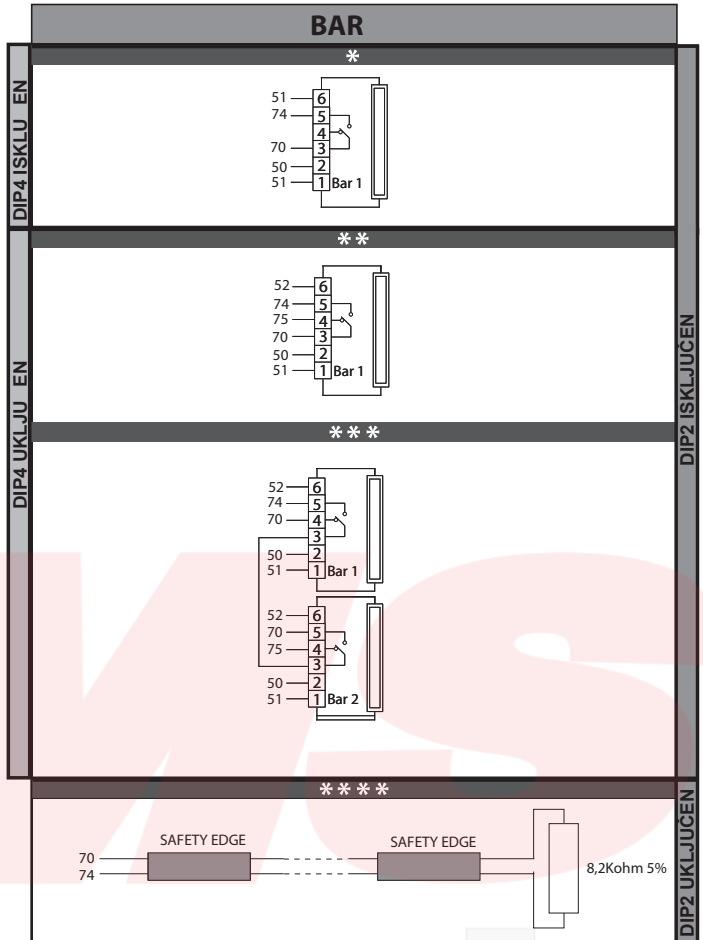 BAR
*
DIP4 ISKLU EN
51 6
74 5
4
70 3
50 2
51 1 Bar 1
**
DIP4 UKLJU EN
DIP2 ISKLJUČEN
52 6
74 5
75 4
70 3
50 2
51 1 Bar 1
***
52 6
74 5
70 4
3
50 2
51 1 Bar 1
52 6
70 5
75 4
3
50 2
51 1 Bar 2
****
DIP2 UKLJUČEN
SAFETY EDGE SAFETY EDGE
70
74
8,2Kohm 5%
MS